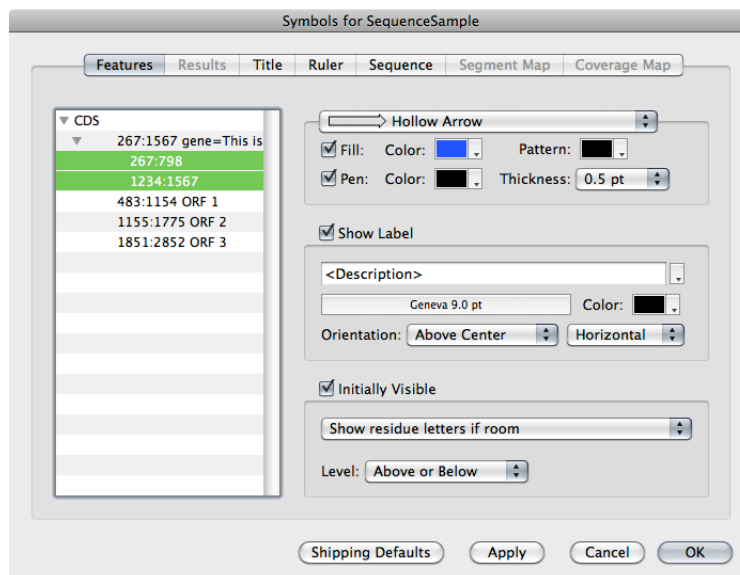 Symbols for SequenceSample
Features Results Title Ruler Sequence Segment Map Coverage Map
CDS
267:1567 gene=This is
267:798
1234:1567
483:1154 ORF 1
1155:1775 ORF 2
1851:2852 ORF 3
Hollow Arrow
Fill: Color: Pattern:
Pen: Color: Thickness: 0.5 pt
Show Label
<Description>
Geneva 9.0 pt Color:
Orientation: Above Center Horizontal
Initially Visible
Show residue letters if room
Level: Above or Below
Shipping Defaults Apply Cancel OK